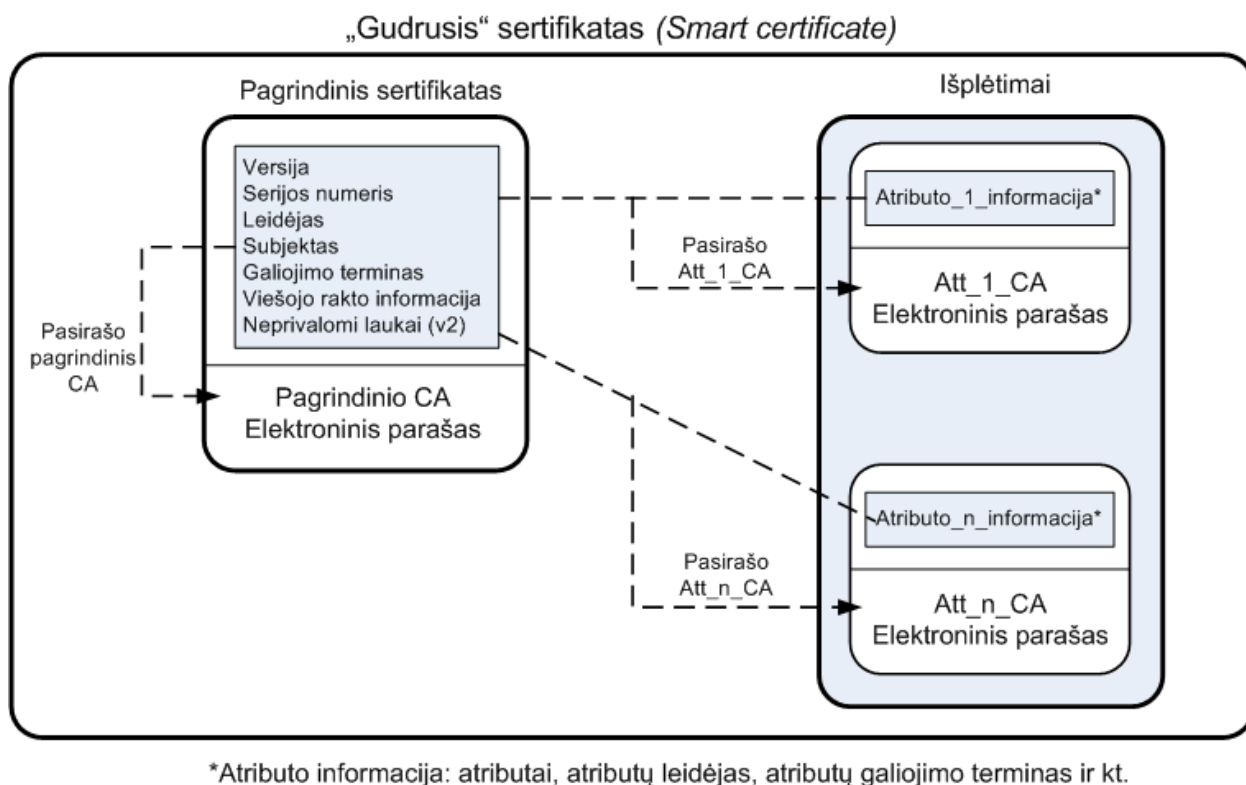 „Gudrusis“ sertifikatas (Smart certificate)
Pagrindinis sertifikatas
Versija
Serijos numeris
Leidėjas
Subjektas
Galiojimo terminas
Viešojo rakto informacija
Neprivalomi laukai (v2)
Pagrindinio CA
Elektroninis parašas
Pasirašo
pagrindinis
CA
Pasirašo
Att_1_CA
Pasirašo
Att_n_CA
Išplėtimai
Atributo_1_informacija*
Att_1_CA
Elektroninis parašas
Atributo_n_informacija*
Att_n_CA
Elektroninis parašas
*Atributo informacija: atributai, atributų leidėjas, atributų galiojimo terminas ir kt.